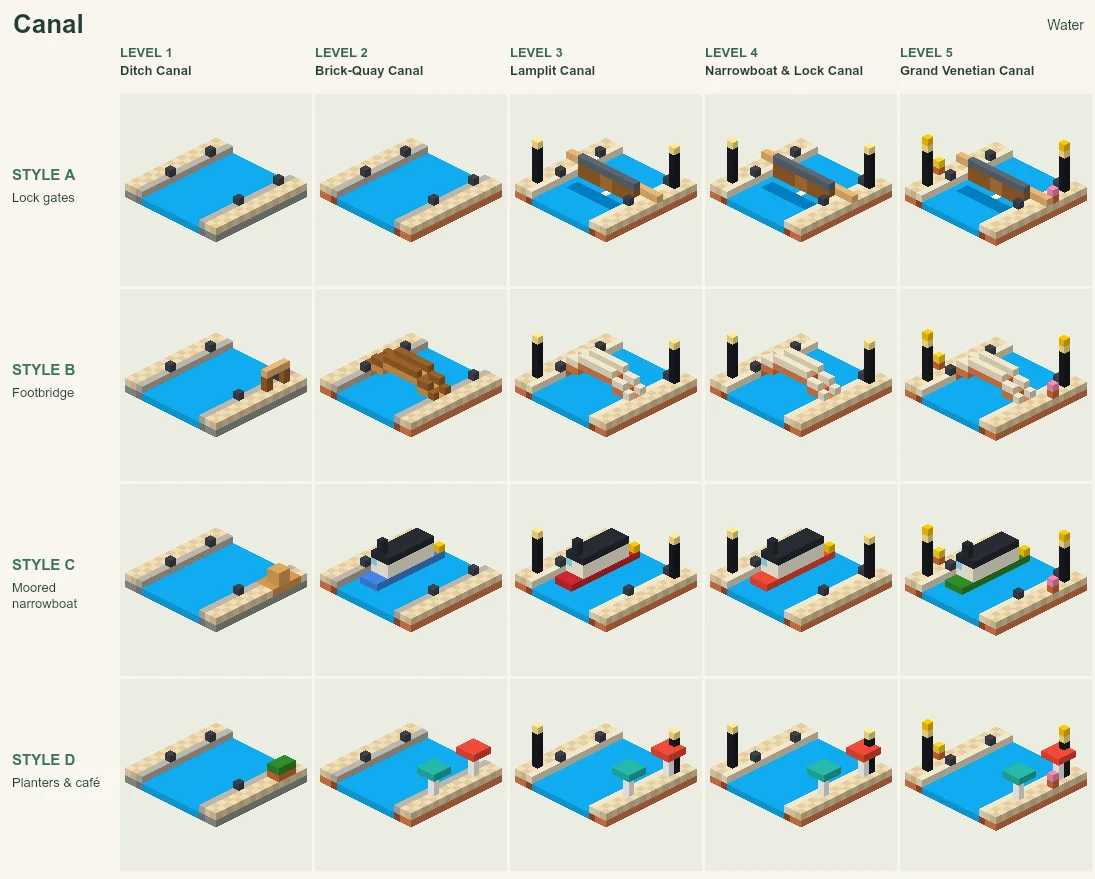 Canal
Water
LEVEL 1
Ditch Canal
LEVEL 2
Brick-Quay Canal
LEVEL 3
Lamplit Canal
LEVEL 4
Narrowboat & Lock Canal
LEVEL 5
Grand Venetian Canal
STYLE A
Lock gates
STYLE B
Footbridge
STYLE C
Moored
narrowboat
STYLE D
Planters & café